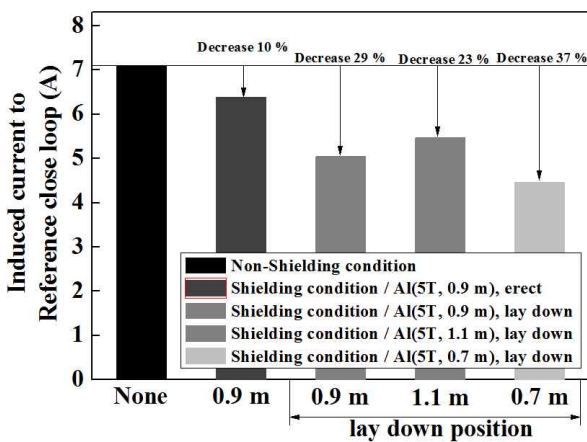 Induced current to
Reference close loop (A)
8
7
6
5
4
3
2
1
0
Decrease 10 %
Decrease 29 %
Decrease 23 %
Decrease 37 %
Non-Shielding condition
Shielding condition / Al(5T, 0.9 m), erect
Shielding condition / Al(5T, 0.9 m), lay down
Shielding condition / Al(5T, 1.1 m), lay down
Shielding condition / Al(5T, 0.7 m), lay down
None
0.9 m
0.9 m
1.1 m
0.7 m
lay down position